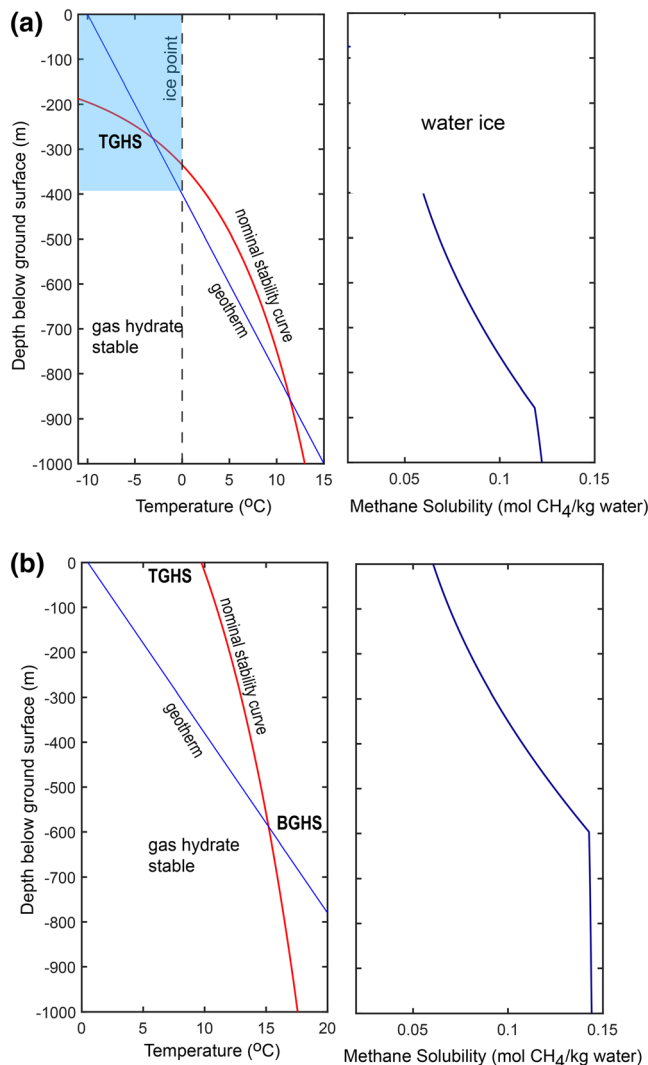 (a)
0
-100
-200
-300
-400
-500
-600
-700
-800
-900
-1000
Depth below ground surface (m)
ice point
TGHS
nominal stability curve
geotherm
gas hydrate
stable
-10 -5 0 5 10 15
Temperature (oC)
water ice
0.05 0.1 0.15
Methane Solubility (mol CH4/kg water)
(b)
0
-100
-200
-300
-400
-500
-600
-700
-800
-900
-1000
Depth below ground surface (m)
TGHS
nominal stability curve
geotherm
BGHS
gas hydrate
stable
0 5 10 15 20
Temperature (oC)
0.05 0.1 0.15
Methane Solubility (mol CH4/kg water)